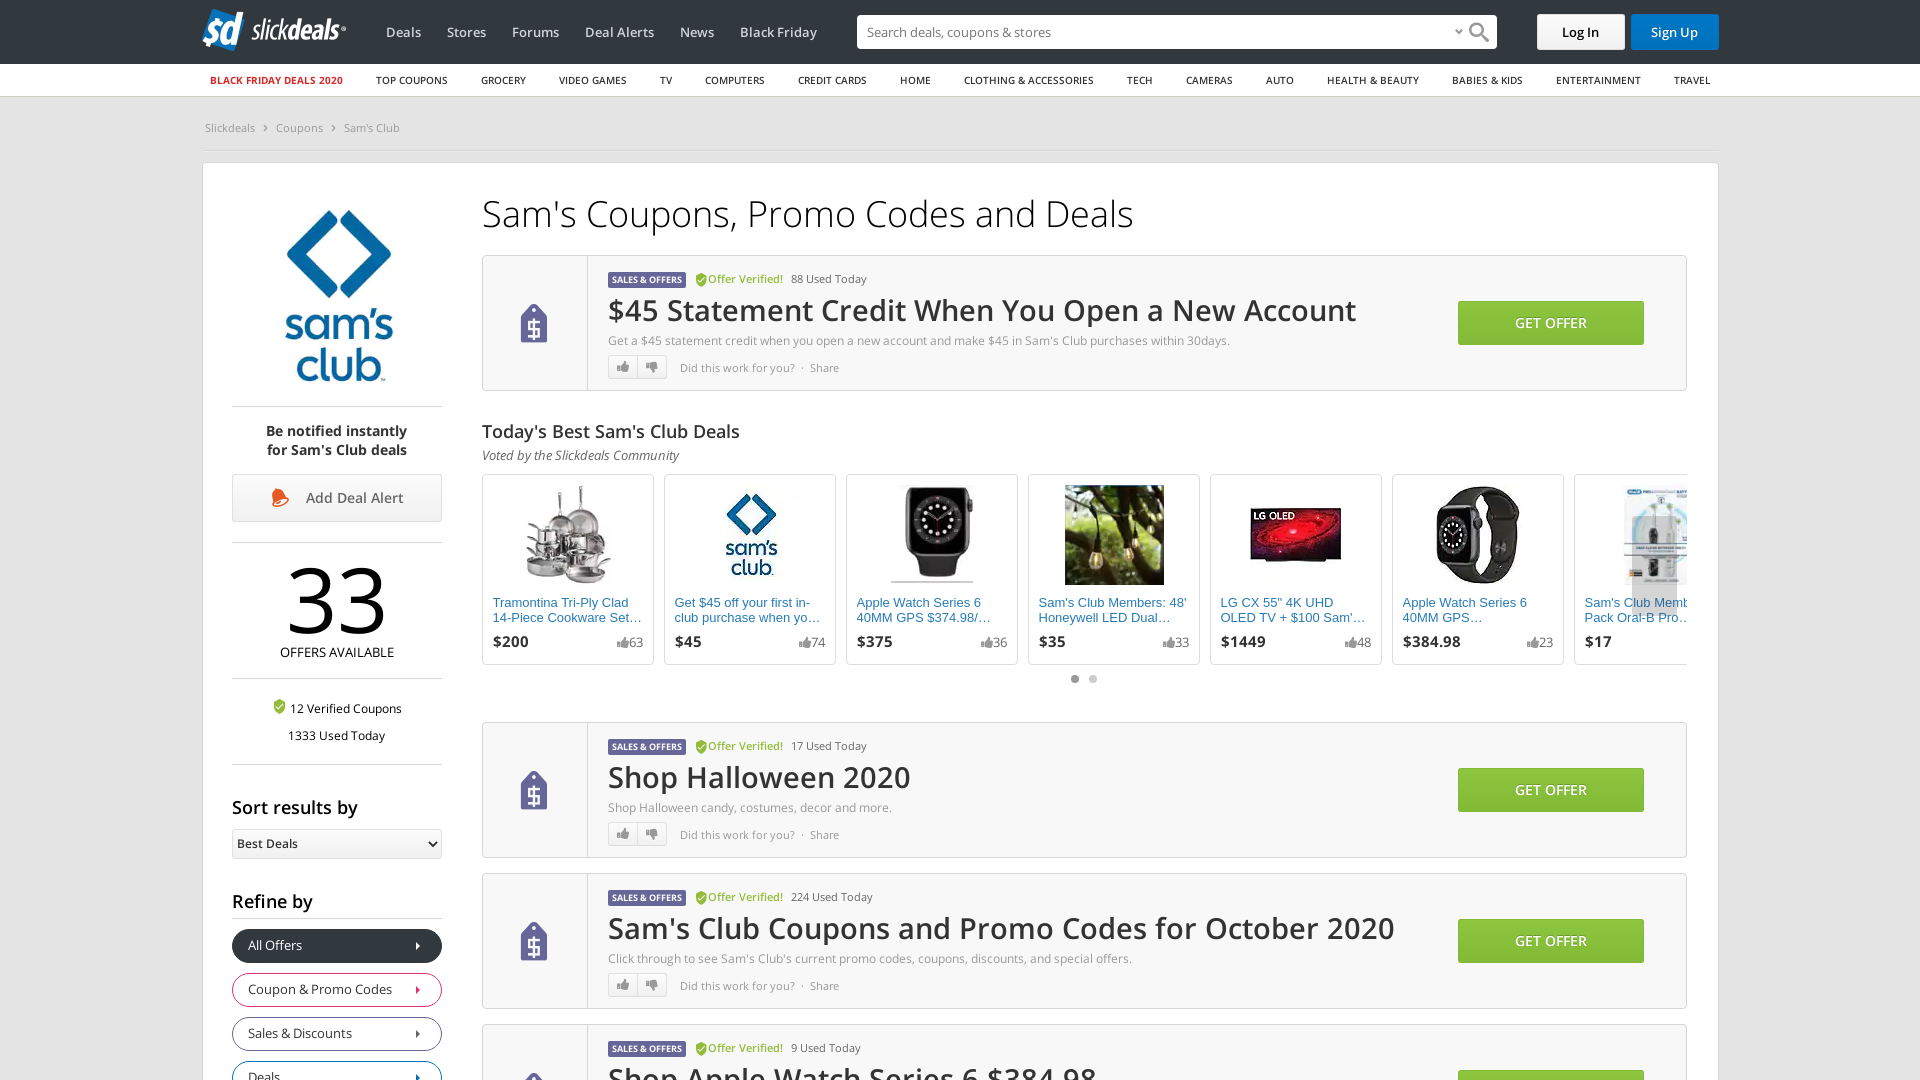 sd slickdeals
Deals
Stores
Forums
Deal Alerts
News
Black Friday
Search deals, coupons & stores
Log In
Sign Up
BLACK FRIDAY DEALS 2020
TOP COUPONS
GROCERY
VIDEO GAMES
TV
COMPUTERS
CREDIT CARDS
HOME
CLOTHING & ACCESSORIES
TECH
CAMERAS
AUTO
HEALTH & BEAUTY
BABIES & KIDS
ENTERTAINMENT
TRAVEL
Slickdeals
Coupons
Sam's Club
sam's
club™
Be notified instantly
for Sam's Club deals
Add Deal Alert
33
OFFERS AVAILABLE
12 Verified Coupons
1333 Used Today
Sort results by
Best Deals
Refine by
All Offers
Coupon & Promo Codes
Sales & Discounts
Deals
Sam's Coupons, Promo Codes and Deals
SALES & OFFERS Offer Verified! 88 Used Today
$45 Statement Credit When You Open a New Account
Get a $45 statement credit when you open a new account and make $45 in Sam's Club purchases within 30days.
Did this work for you? · Share
GET OFFER
Today's Best Sam's Club Deals
Voted by the Slickdeals Community
Tramontina Tri-Ply Clad
14-Piece Cookware Set…
$200 63
sam's
club
Get $45 off your first in-
club purchase when yo…
$45 74
Apple Watch Series 6
40MM GPS $374.98/…
$375 36
Sam's Club Members: 48'
Honeywell LED Dual…
$35 33
LG OLED
LG CX 55" 4K UHD
OLED TV + $100 Sam'…
$1449 48
Apple Watch Series 6
40MM GPS…
$384.98 23
Sam's Club Memb
Pack Oral-B Pro…
$17
SALES & OFFERS Offer Verified! 17 Used Today
Shop Halloween 2020
Shop Halloween candy, costumes, decor and more.
Did this work for you? · Share
GET OFFER
SALES & OFFERS Offer Verified! 224 Used Today
Sam's Club Coupons and Promo Codes for October 2020
Click through to see Sam's Club's current promo codes, coupons, discounts, and special offers.
Did this work for you? · Share
GET OFFER
SALES & OFFERS Offer Verified! 9 Used Today
Shop Apple Watch Series 6 $384.98